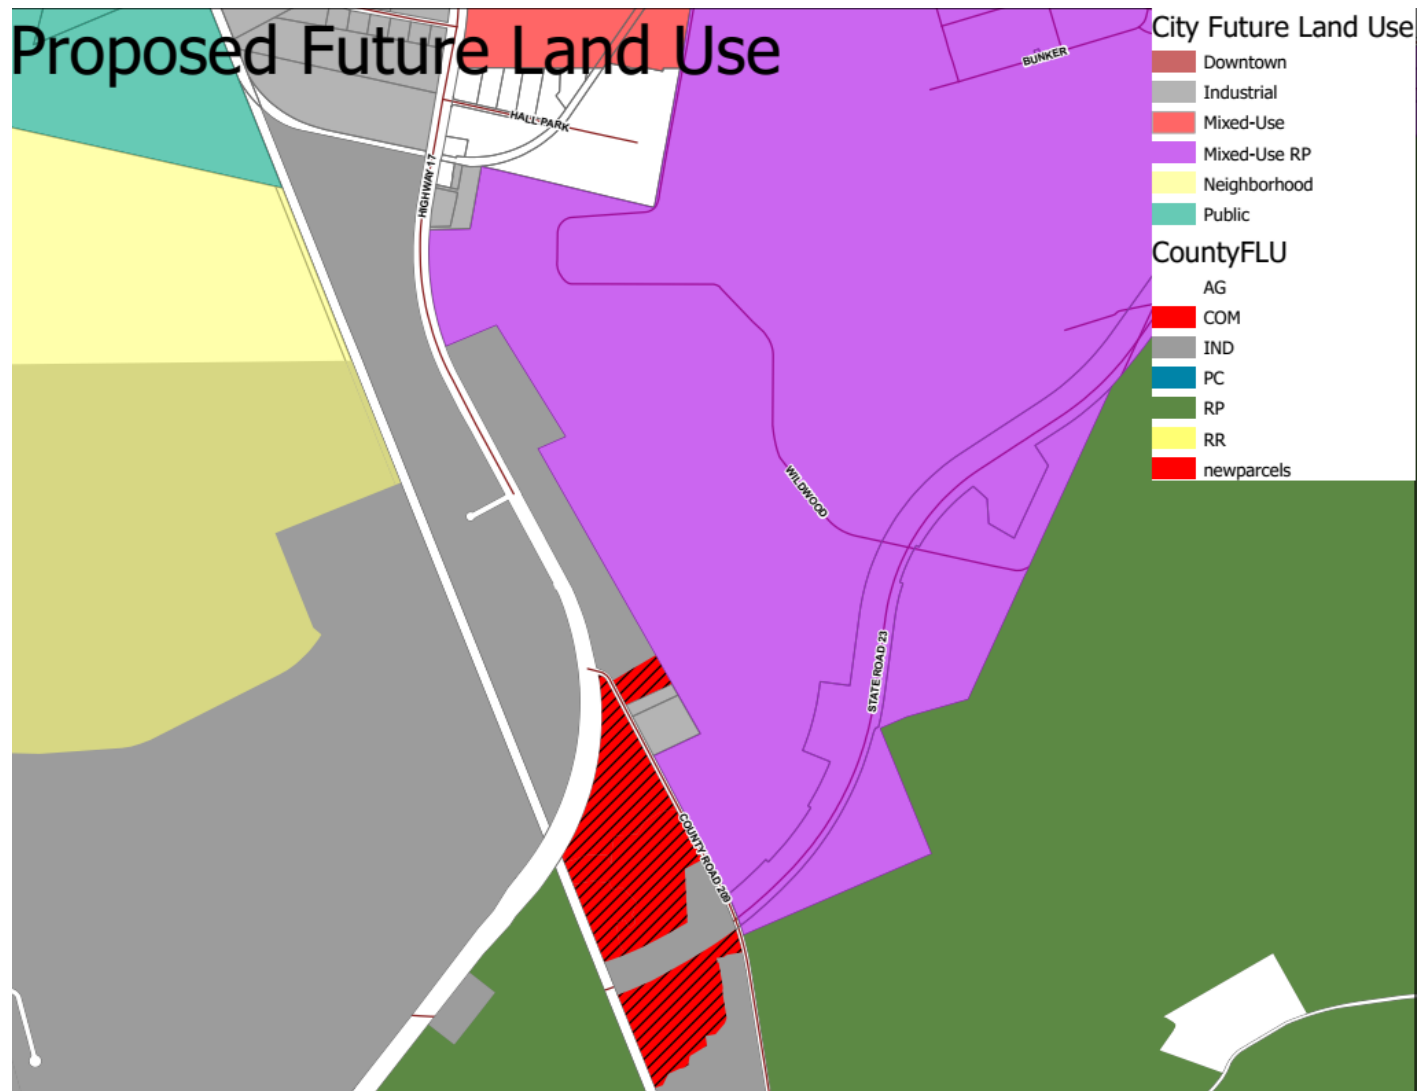 Proposed Future Land Use
City Future Land Use
Downtown
Industrial
Mixed-Use
Mixed-Use RP
Neighborhood
Public
CountyFLU
AG
COM
IND
PC
RP
RR
newparcels
BUNKER
HALL PARK
HIGHWAY 17
WILDWOOD
STATE ROAD 23
COUNTY ROAD 209